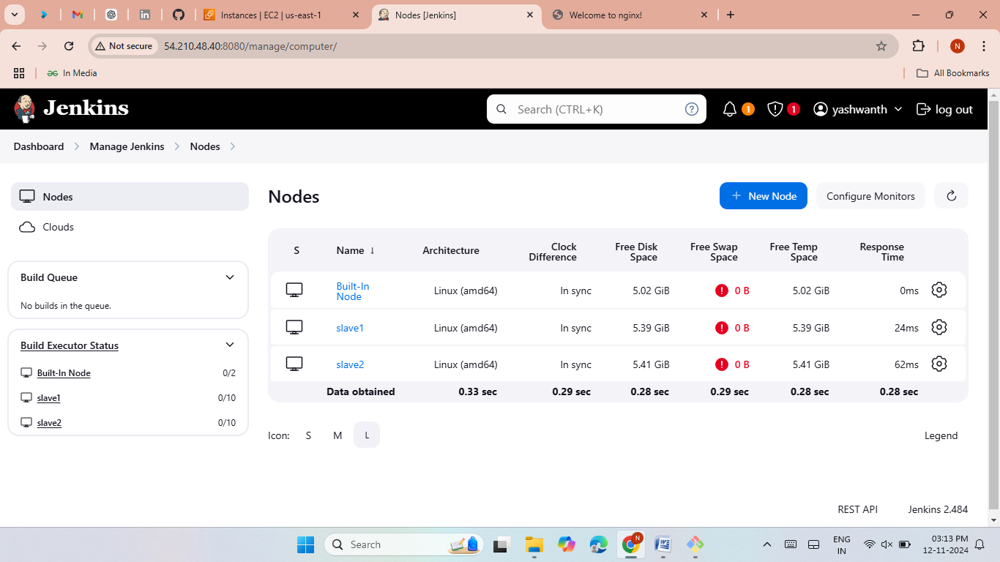 Instances | EC2 | us-east-1
Nodes [Jenkins]
Welcome to nginx!
Not secure
54.210.48.40:8080/manage/computer/
N
In Media
All Bookmarks
Jenkins
Search (CTRL+K)
?
1
1
yashwanth
log out
Dashboard
Manage Jenkins
Nodes
Nodes
Clouds
Build Queue
No builds in the queue.
Build Executor Status
Built-In Node 0/2
slave1 0/10
slave2 0/10
Nodes
+ New Node
Configure Monitors
S Name ↓ Architecture Clock Difference Free Disk Space Free Swap Space Free Temp Space Response Time
Built-In Node Linux (amd64) In sync 5.02 GiB ! 0 B 5.02 GiB 0ms
slave1 Linux (amd64) In sync 5.39 GiB ! 0 B 5.39 GiB 24ms
slave2 Linux (amd64) In sync 5.41 GiB ! 0 B 5.41 GiB 62ms
Data obtained 0.33 sec 0.29 sec 0.28 sec 0.29 sec 0.28 sec 0.28 sec
Icon: S M L
Legend
REST API
Jenkins 2.484
Search
N
ENG
IN
03:13 PM
12-11-2024